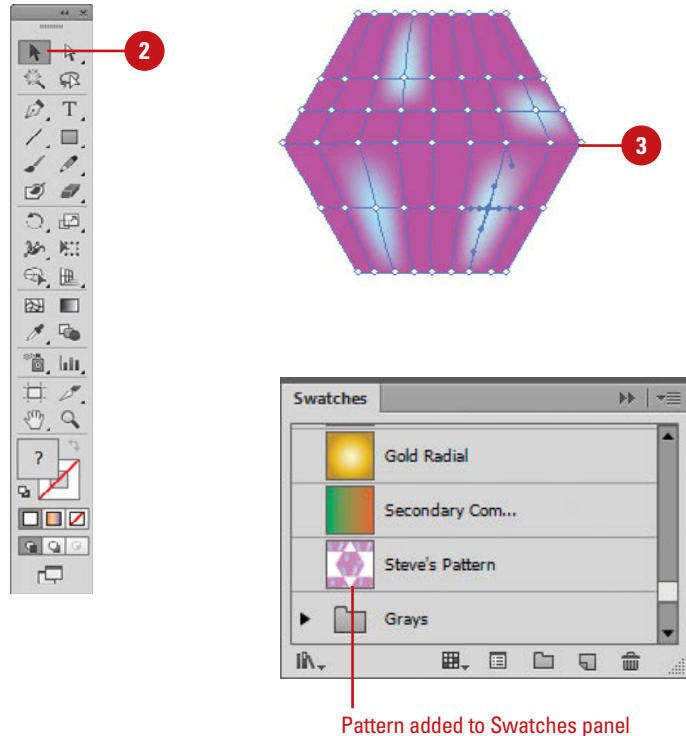 2
T
?
3
Swatches
Gold Radial
Secondary Com...
Steve's Pattern
Grays
Pattern added to Swatches panel